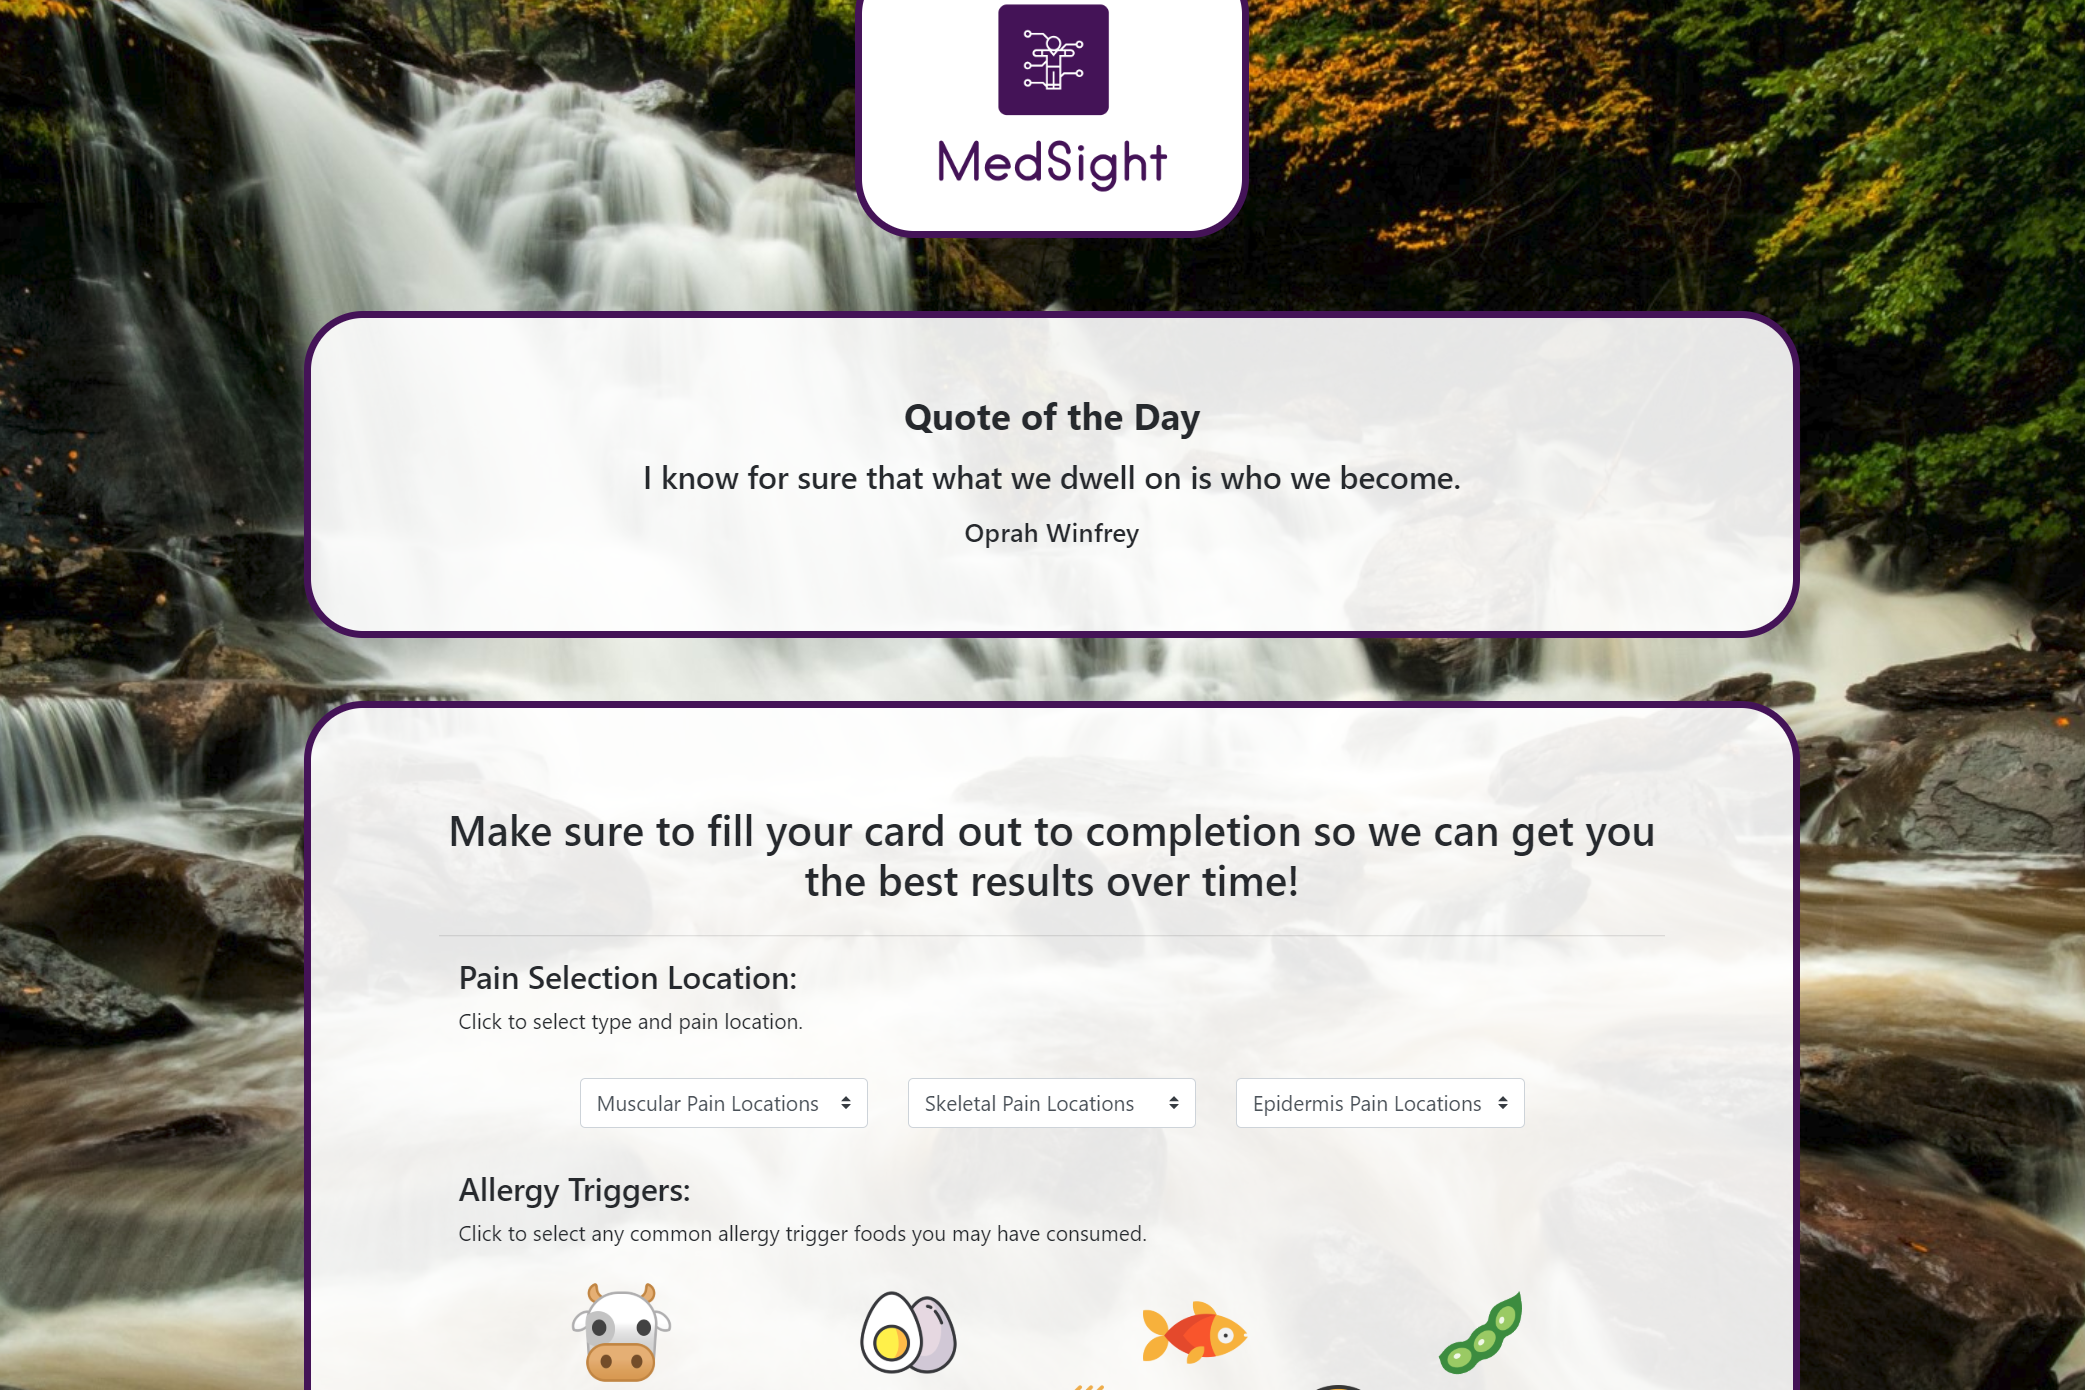 MedSight
Quote of the Day
I know for sure that what we dwell on is who we become.
Oprah Winfrey
Make sure to fill your card out to completion so we can get you
the best results over time!
Pain Selection Location:
Click to select type and pain location.
Muscular Pain Locations
Skeletal Pain Locations
Epidermis Pain Locations
Allergy Triggers:
Click to select any common allergy trigger foods you may have consumed.